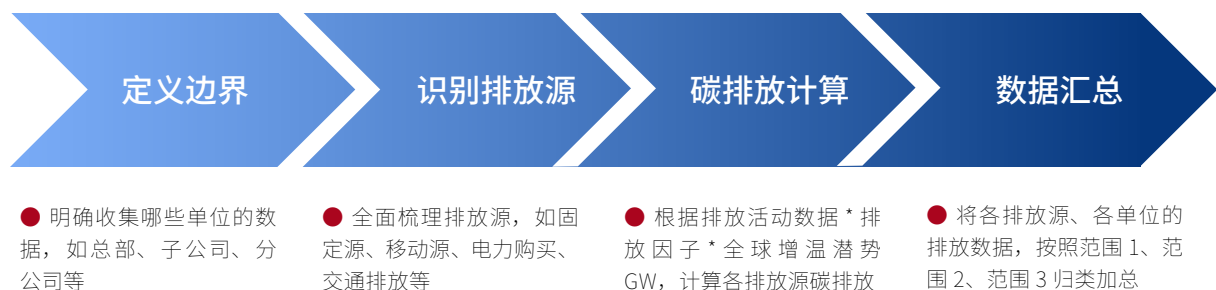 定义边界
识别排放源
碳排放计算
数据汇总
● 明确收集哪些单位的数
据，如总部、子公司、分
公司等
● 全面梳理排放源，如固
定源、移动源、电力购买、
交通排放等
● 根据排放活动数据 * 排
放因子 * 全球增温潜势
GW，计算各排放源碳排放
● 将各排放源、各单位的
排放数据，按照范围 1、范
围 2、范围 3 归类加总